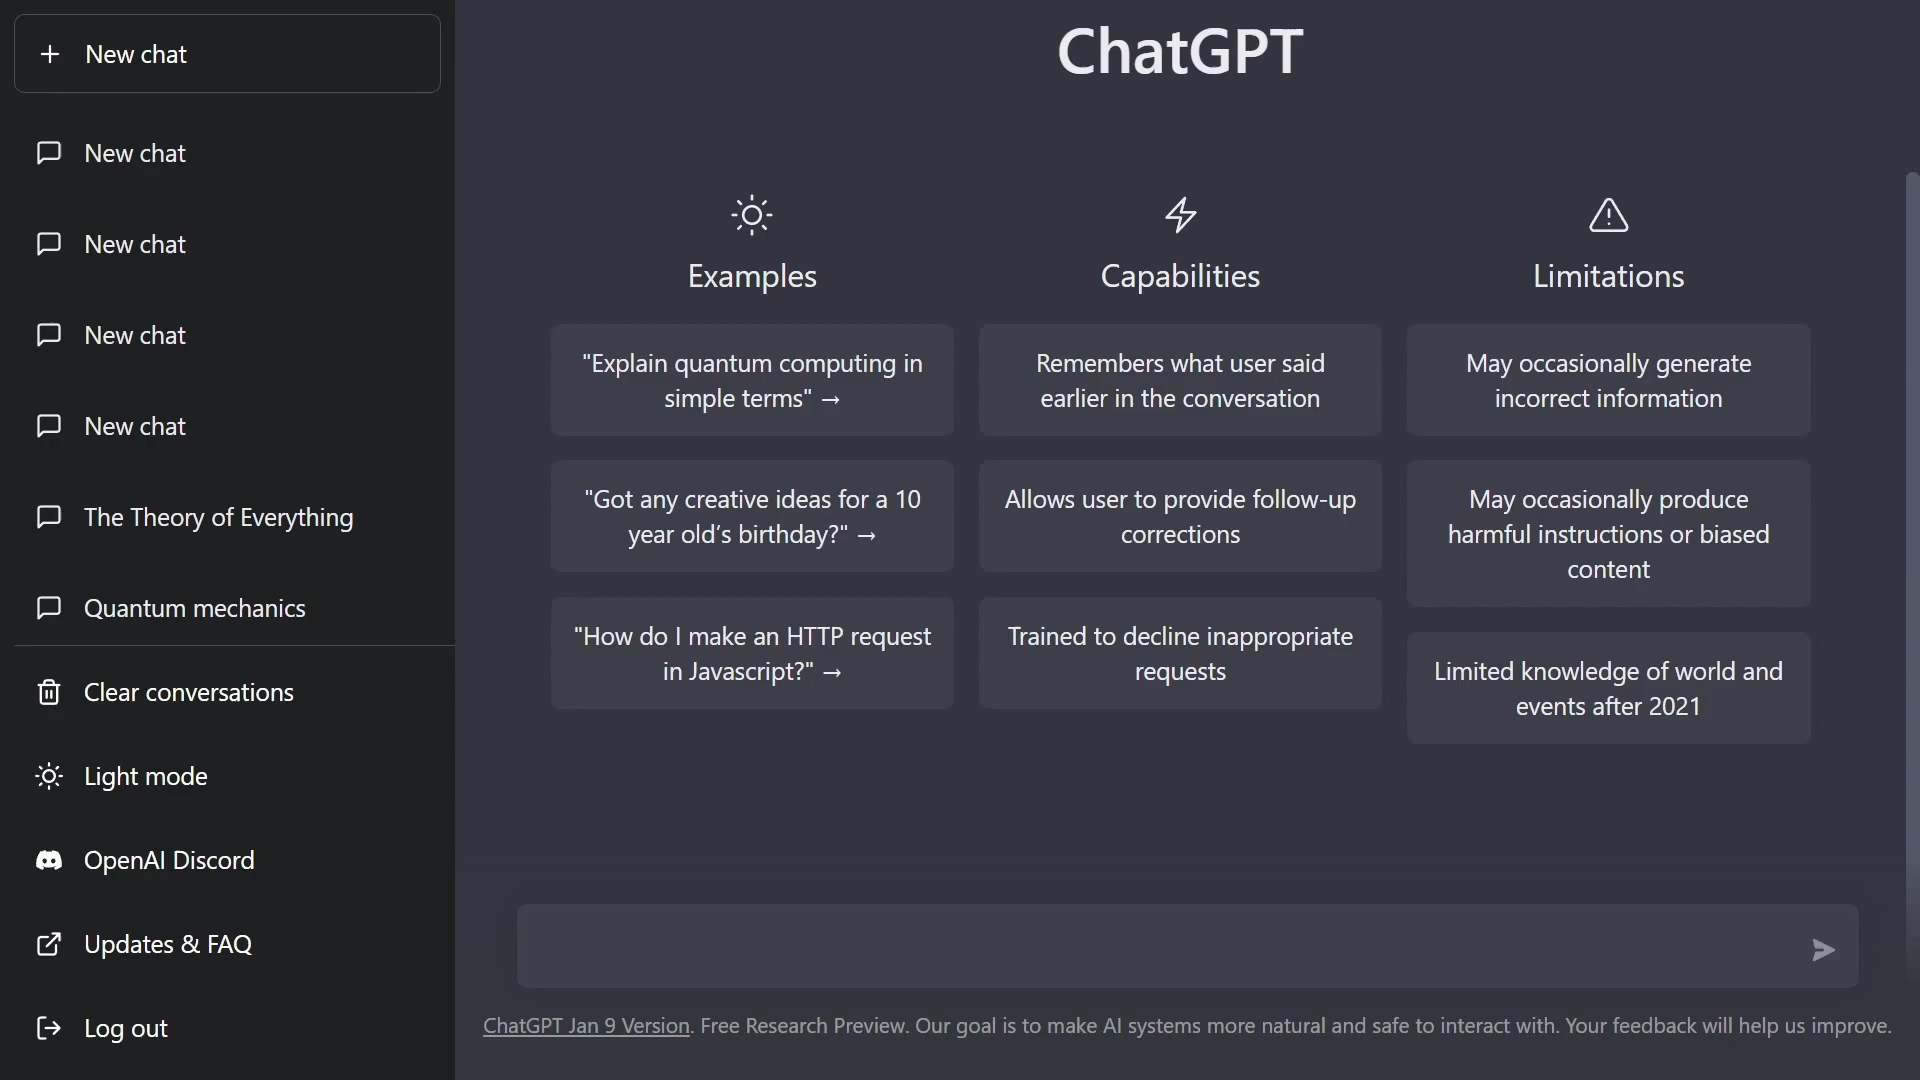 New chat
New chat
New chat
New chat
New chat
The Theory of Everything
Quantum mechanics
Clear conversations
Light mode
OpenAI Discord
Updates & FAQ
Log out
ChatGPT
Examples
"Explain quantum computing in
simple terms" →
"Got any creative ideas for a 10
year old’s birthday?" →
"How do I make an HTTP request
in Javascript?" →
Capabilities
Remembers what user said
earlier in the conversation
Allows user to provide follow-up
corrections
Trained to decline inappropriate
requests
Limitations
May occasionally generate
incorrect information
May occasionally produce
harmful instructions or biased
content
Limited knowledge of world and
events after 2021
ChatGPT Jan 9 Version. Free Research Preview. Our goal is to make AI systems more natural and safe to interact with. Your feedback will help us improve.